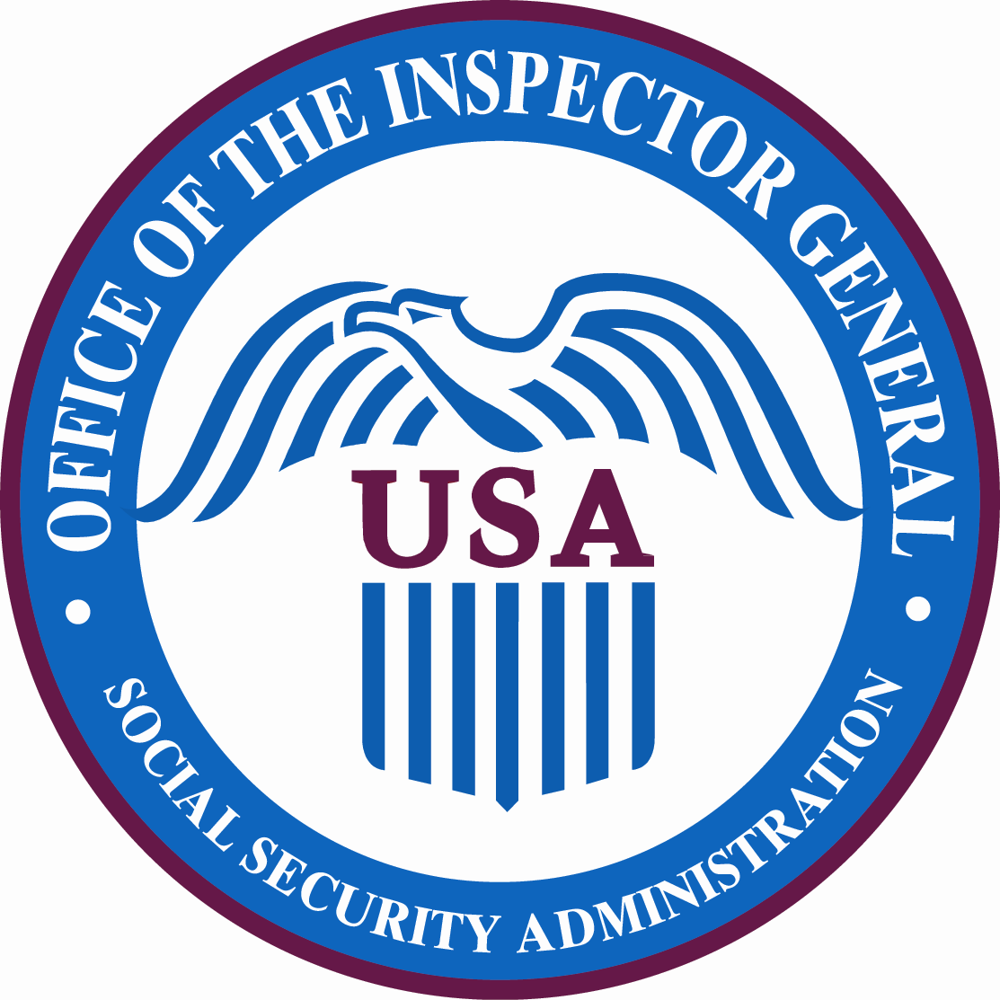 OFFICE OF THE INSPECTOR GENERAL
USA
SOCIAL SECURITY ADMINISTRATION